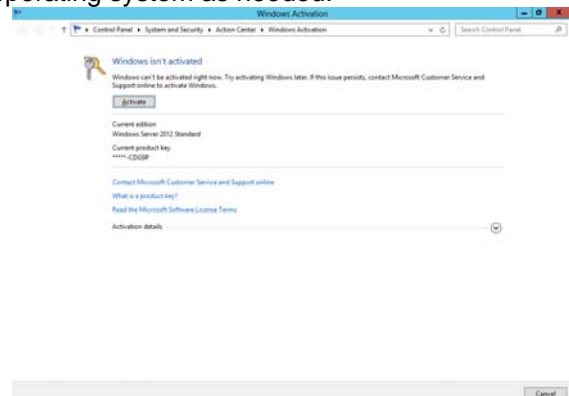 operating system as needed.
Windows Activation
Control Panel ▸ System and Security ▸ Action Center ▸ Windows Activation
Search Control Panel
Windows isn't activated
Windows can't be activated right now. Try activating Windows later. If this issue persists, contact Microsoft Customer Service and
Support online to activate Windows.
Activate
Current edition
Windows Server 2012 Standard
Current product key
*****-CDG9P
Contact Microsoft Customer Service and Support online
What is a product key?
Read the Microsoft Software License Terms
Activation details
Cancel